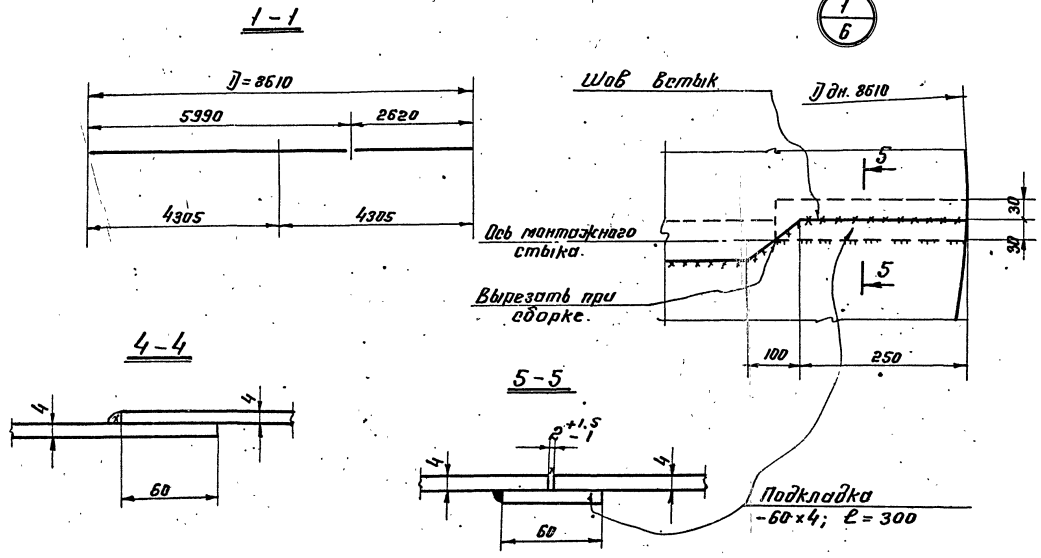 1-1
1
6
D=8610
5990
2620
4305
4305
Шов встык
Dдн. 8610
5
30
30
Ось монтажного
стыка.
5
Вырезать при
сборке.
100
250
4-4
4
4
60
5-5
2 +1.5
-1
4
4
60
Подкладка
-60×4; ℓ=300